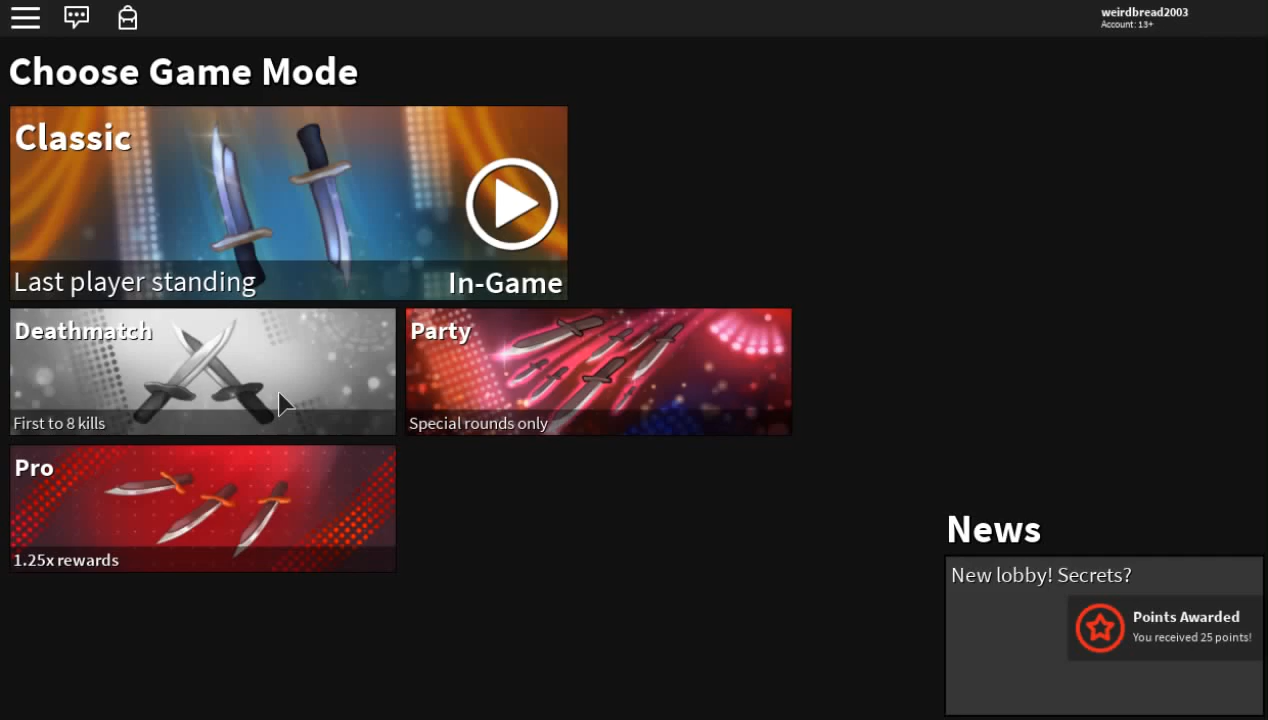 weirdbread2003
Account: 13+
Choose Game Mode
Classic
Last player standing
In-Game
Deathmatch
First to 8 kills
Party
Special rounds only
Pro
1.25x rewards
News
New lobby! Secrets?
Points Awarded
You received 25 points!